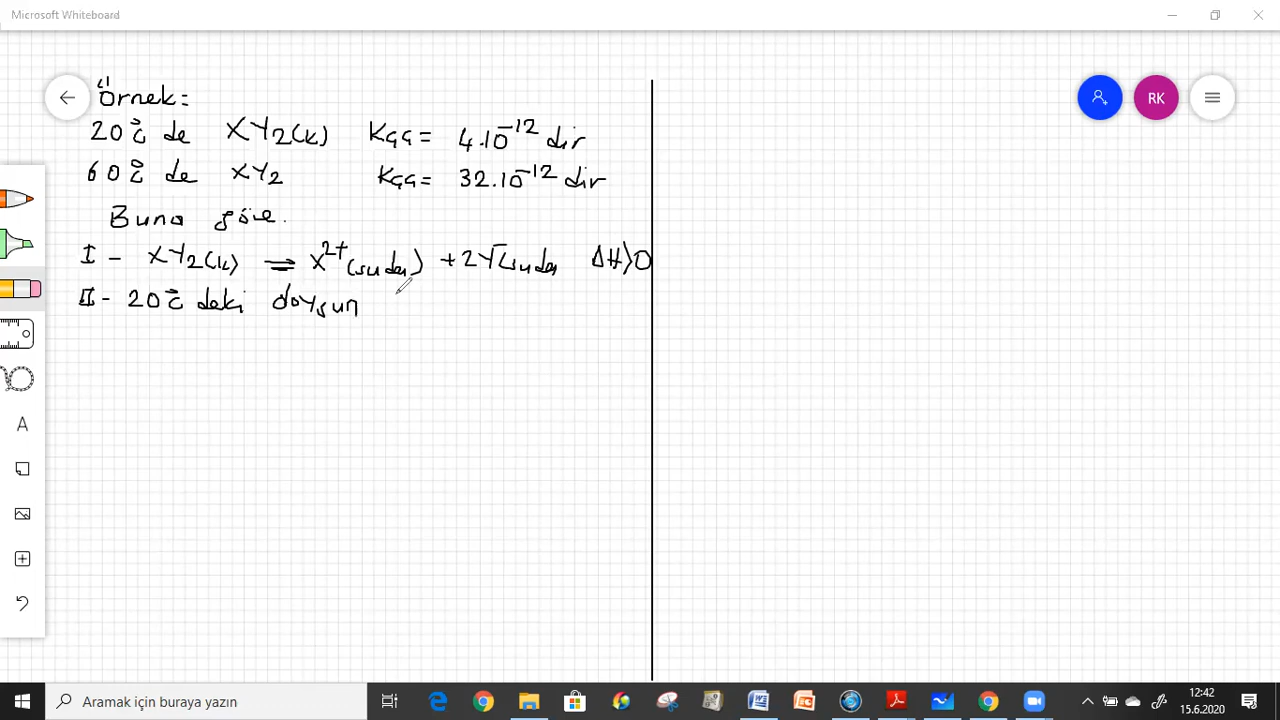 Microsoft Whiteboard
Örnek:
20°C de XY2(k) Kçç = 4.10^-12 dir
60°C de XY2 Kçç = 32.10^-12 dir
Buna göre.
I - XY2(k) ⇌ X^2+(suda) + 2Y^-(suda ΔH>0
II - 20°C deki doygun
RK
A
Aramak için buraya yazın
12:42
15.6.2020